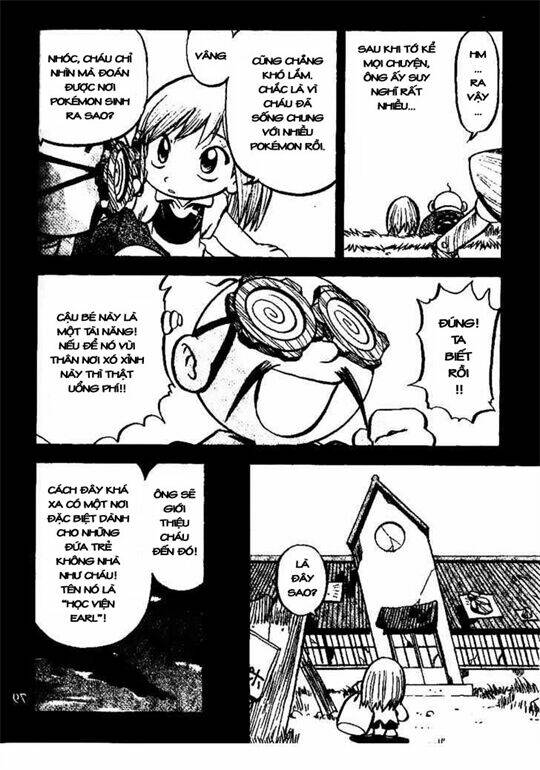 HM
...
RA
VẬY
...
SAU KHI TỚ KỂ
MỌI CHUYỆN,
ÔNG ẤY SUY
NGHĨ RẤT
NHIỀU...
CŨNG CHẲNG
KHÓ LẮM.
CHẮC LÀ VÌ
CHÁU ĐÃ
SỐNG CHUNG
VỚI NHIỀU
POKÉMON RỒI.
VÂNG
NHÓC, CHÁU CHỈ
NHÌN MÀ ĐOÁN
ĐƯỢC NƠI
POKÉMON SINH
RA SAO?
ĐÚNG!
TA
BIẾT
RỒI
!!
CẬU BÉ NÀY LÀ
MỘT TÀI NĂNG!
NẾU ĐỂ NÓ VÙI
THÂN NƠI XÓ XỈNH
NÀY THÌ THẬT
UỔNG PHÍ!!
ÔNG SẼ
GIỚI
THIỆU
CHÁU
ĐẾN ĐÓ!
CÁCH ĐÂY KHÁ
XA CÓ MỘT NƠI
ĐẶC BIỆT DÀNH
CHO NHỮNG
ĐỨA TRẺ
KHÔNG NHÀ
NHƯ CHÁU!
TÊN NÓ LÀ
"HỌC VIỆN
EARL"!
LÀ
ĐÂY
SAO?
79